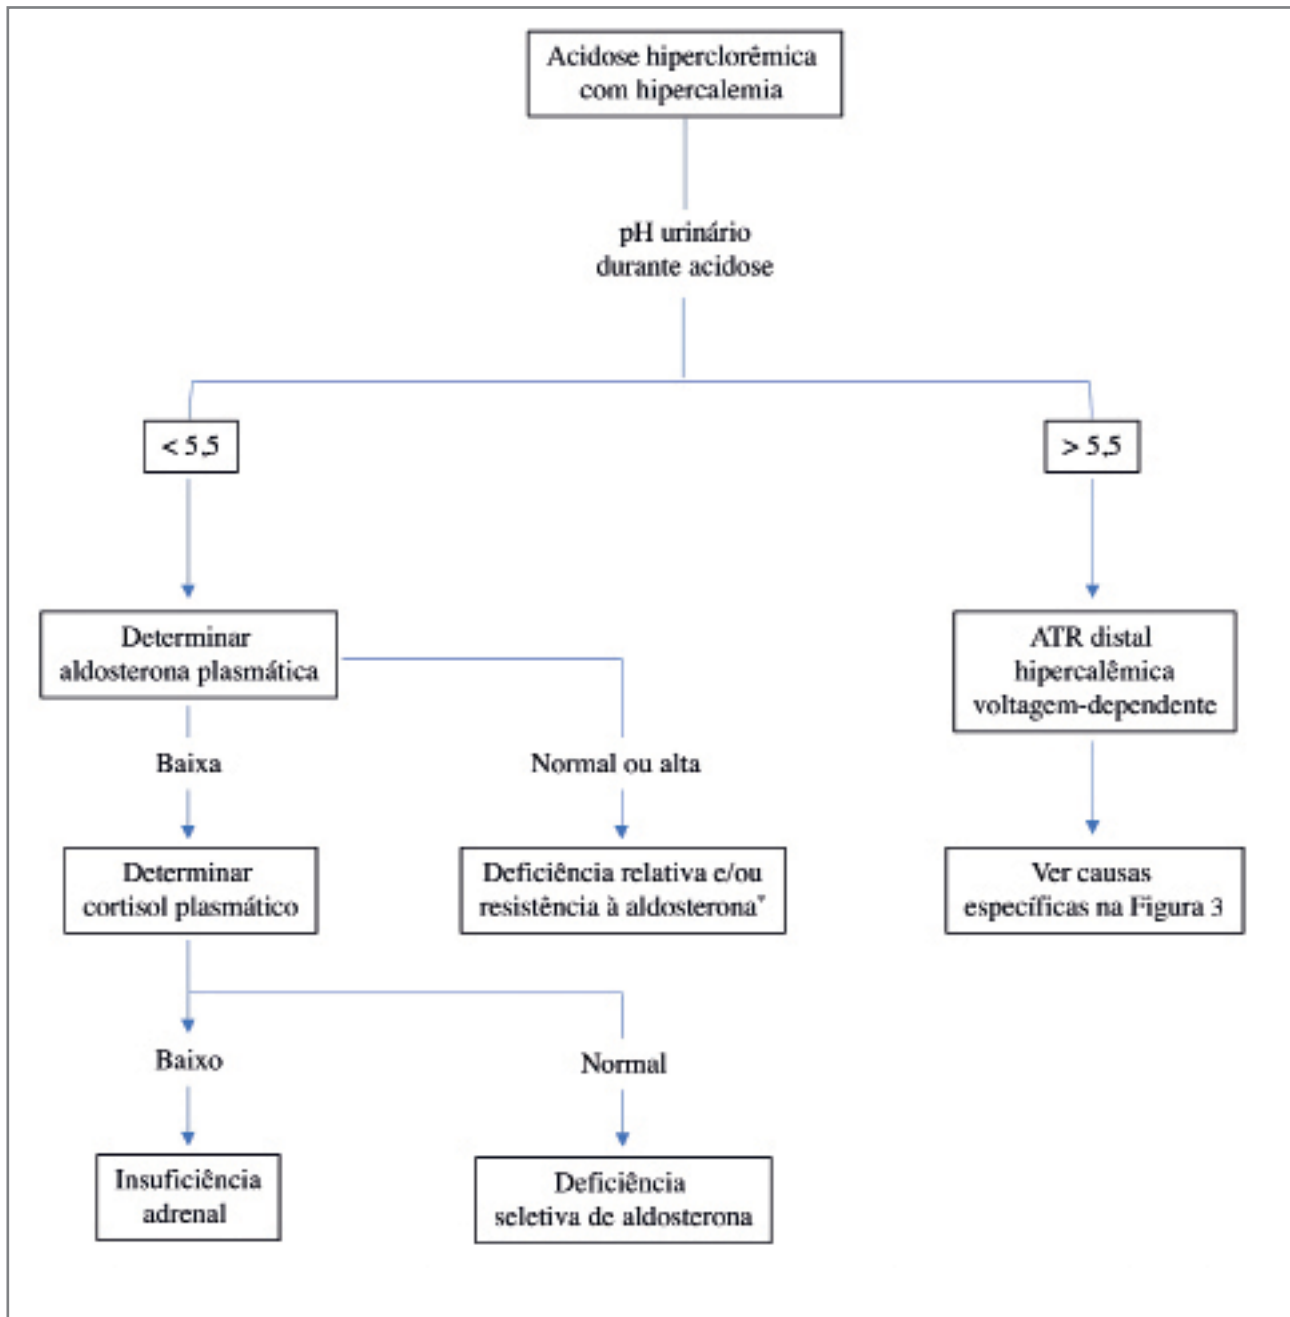 Acidose hiperclorêmica
com hipercalemia
pH urinário
durante acidose
< 5,5
> 5,5
Determinar
aldosterona plasmática
ATR distal
hipercalêmica
voltagem-dependente
Baixa
Normal ou alta
Determinar
cortisol plasmático
Deficiência relativa e/ou
resistência à aldosterona*
Ver causas
específicas na Figura 3
Baixo
Normal
Insuficiência
adrenal
Deficiência
seletiva de aldosterona